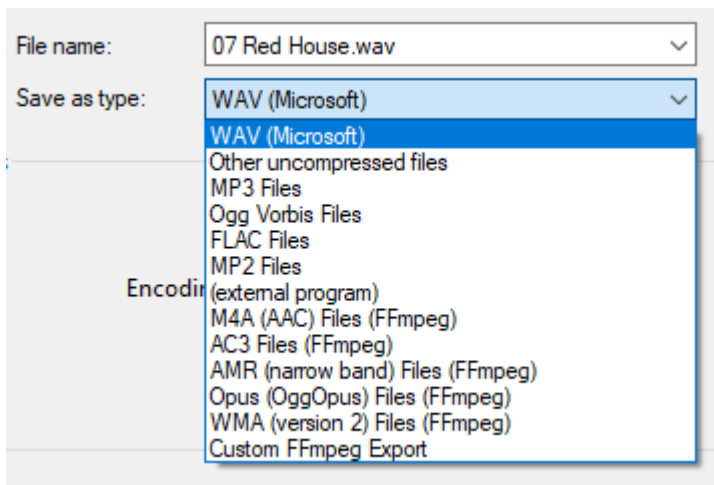 File name: 07 Red House.wav
Save as type: WAV (Microsoft)
WAV (Microsoft)
Other uncompressed files
MP3 Files
Ogg Vorbis Files
FLAC Files
MP2 Files
Encodin (external program)
M4A (AAC) Files (FFmpeg)
AC3 Files (FFmpeg)
AMR (narrow band) Files (FFmpeg)
Opus (OggOpus) Files (FFmpeg)
WMA (version 2) Files (FFmpeg)
Custom FFmpeg Export